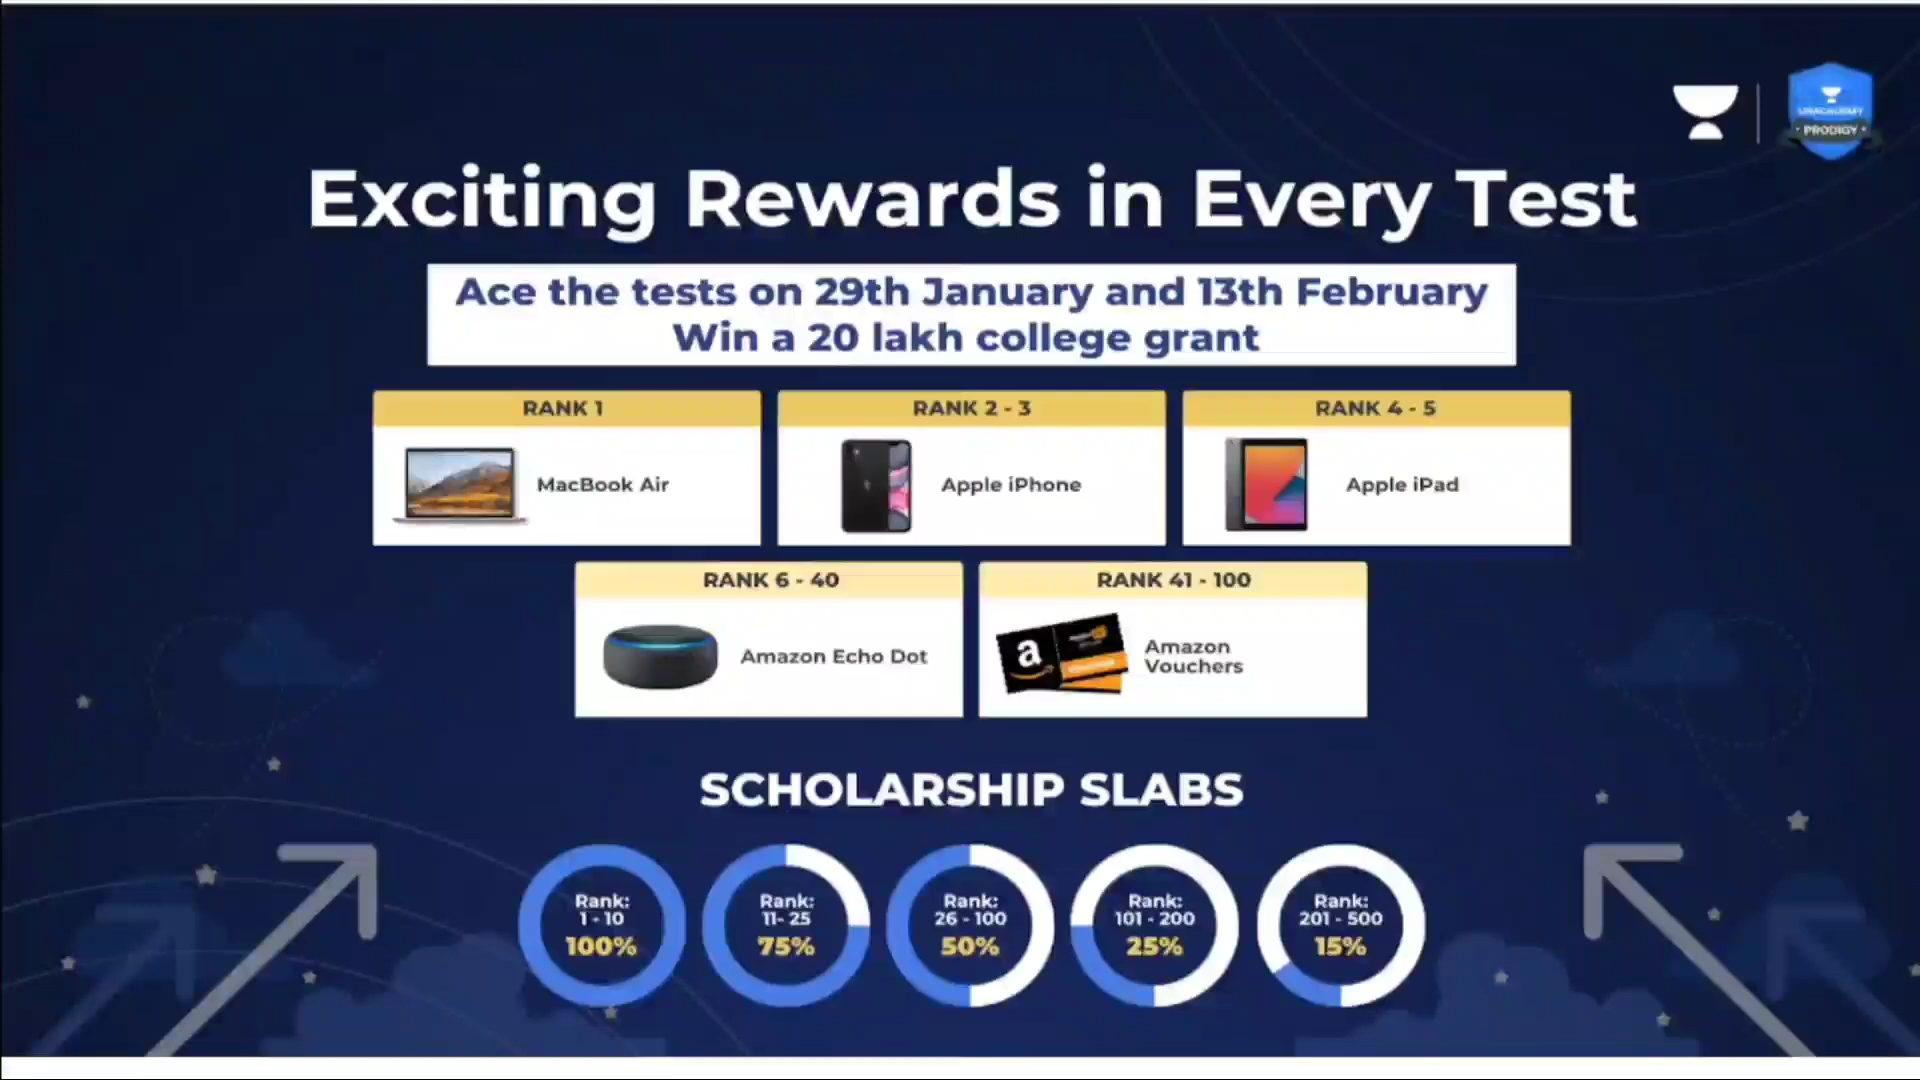 UNACADEMY
PRODIGY
Exciting Rewards in Every Test
Ace the tests on 29th January and 13th February
Win a 20 lakh college grant
RANK 1
MacBook Air
RANK 2 - 3
Apple iPhone
RANK 4 - 5
Apple iPad
RANK 6 - 40
Amazon Echo Dot
RANK 41 - 100
a
Amazon
Vouchers
SCHOLARSHIP SLABS
Rank:
1 - 10
100%
Rank:
11- 25
75%
Rank:
26 - 100
50%
Rank:
101 - 200
25%
Rank:
201 - 500
15%